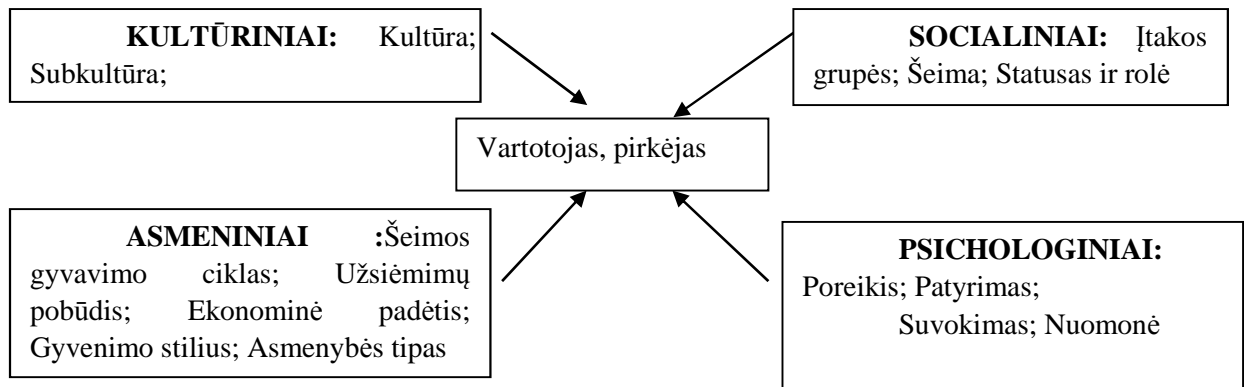 KULTŪRINIAI: Kultūra;
Subkultūra;
SOCIALINIAI: Įtakos
grupės; Šeima; Statusas ir rolė
Vartotojas, pirkėjas
ASMENINIAI :Šeimos
gyvavimo ciklas; Užsiėmimų
pobūdis; Ekonominė padėtis;
Gyvenimo stilius; Asmenybės tipas
PSICHOLOGINIAI:
Poreikis; Patyrimas;
Suvokimas; Nuomonė